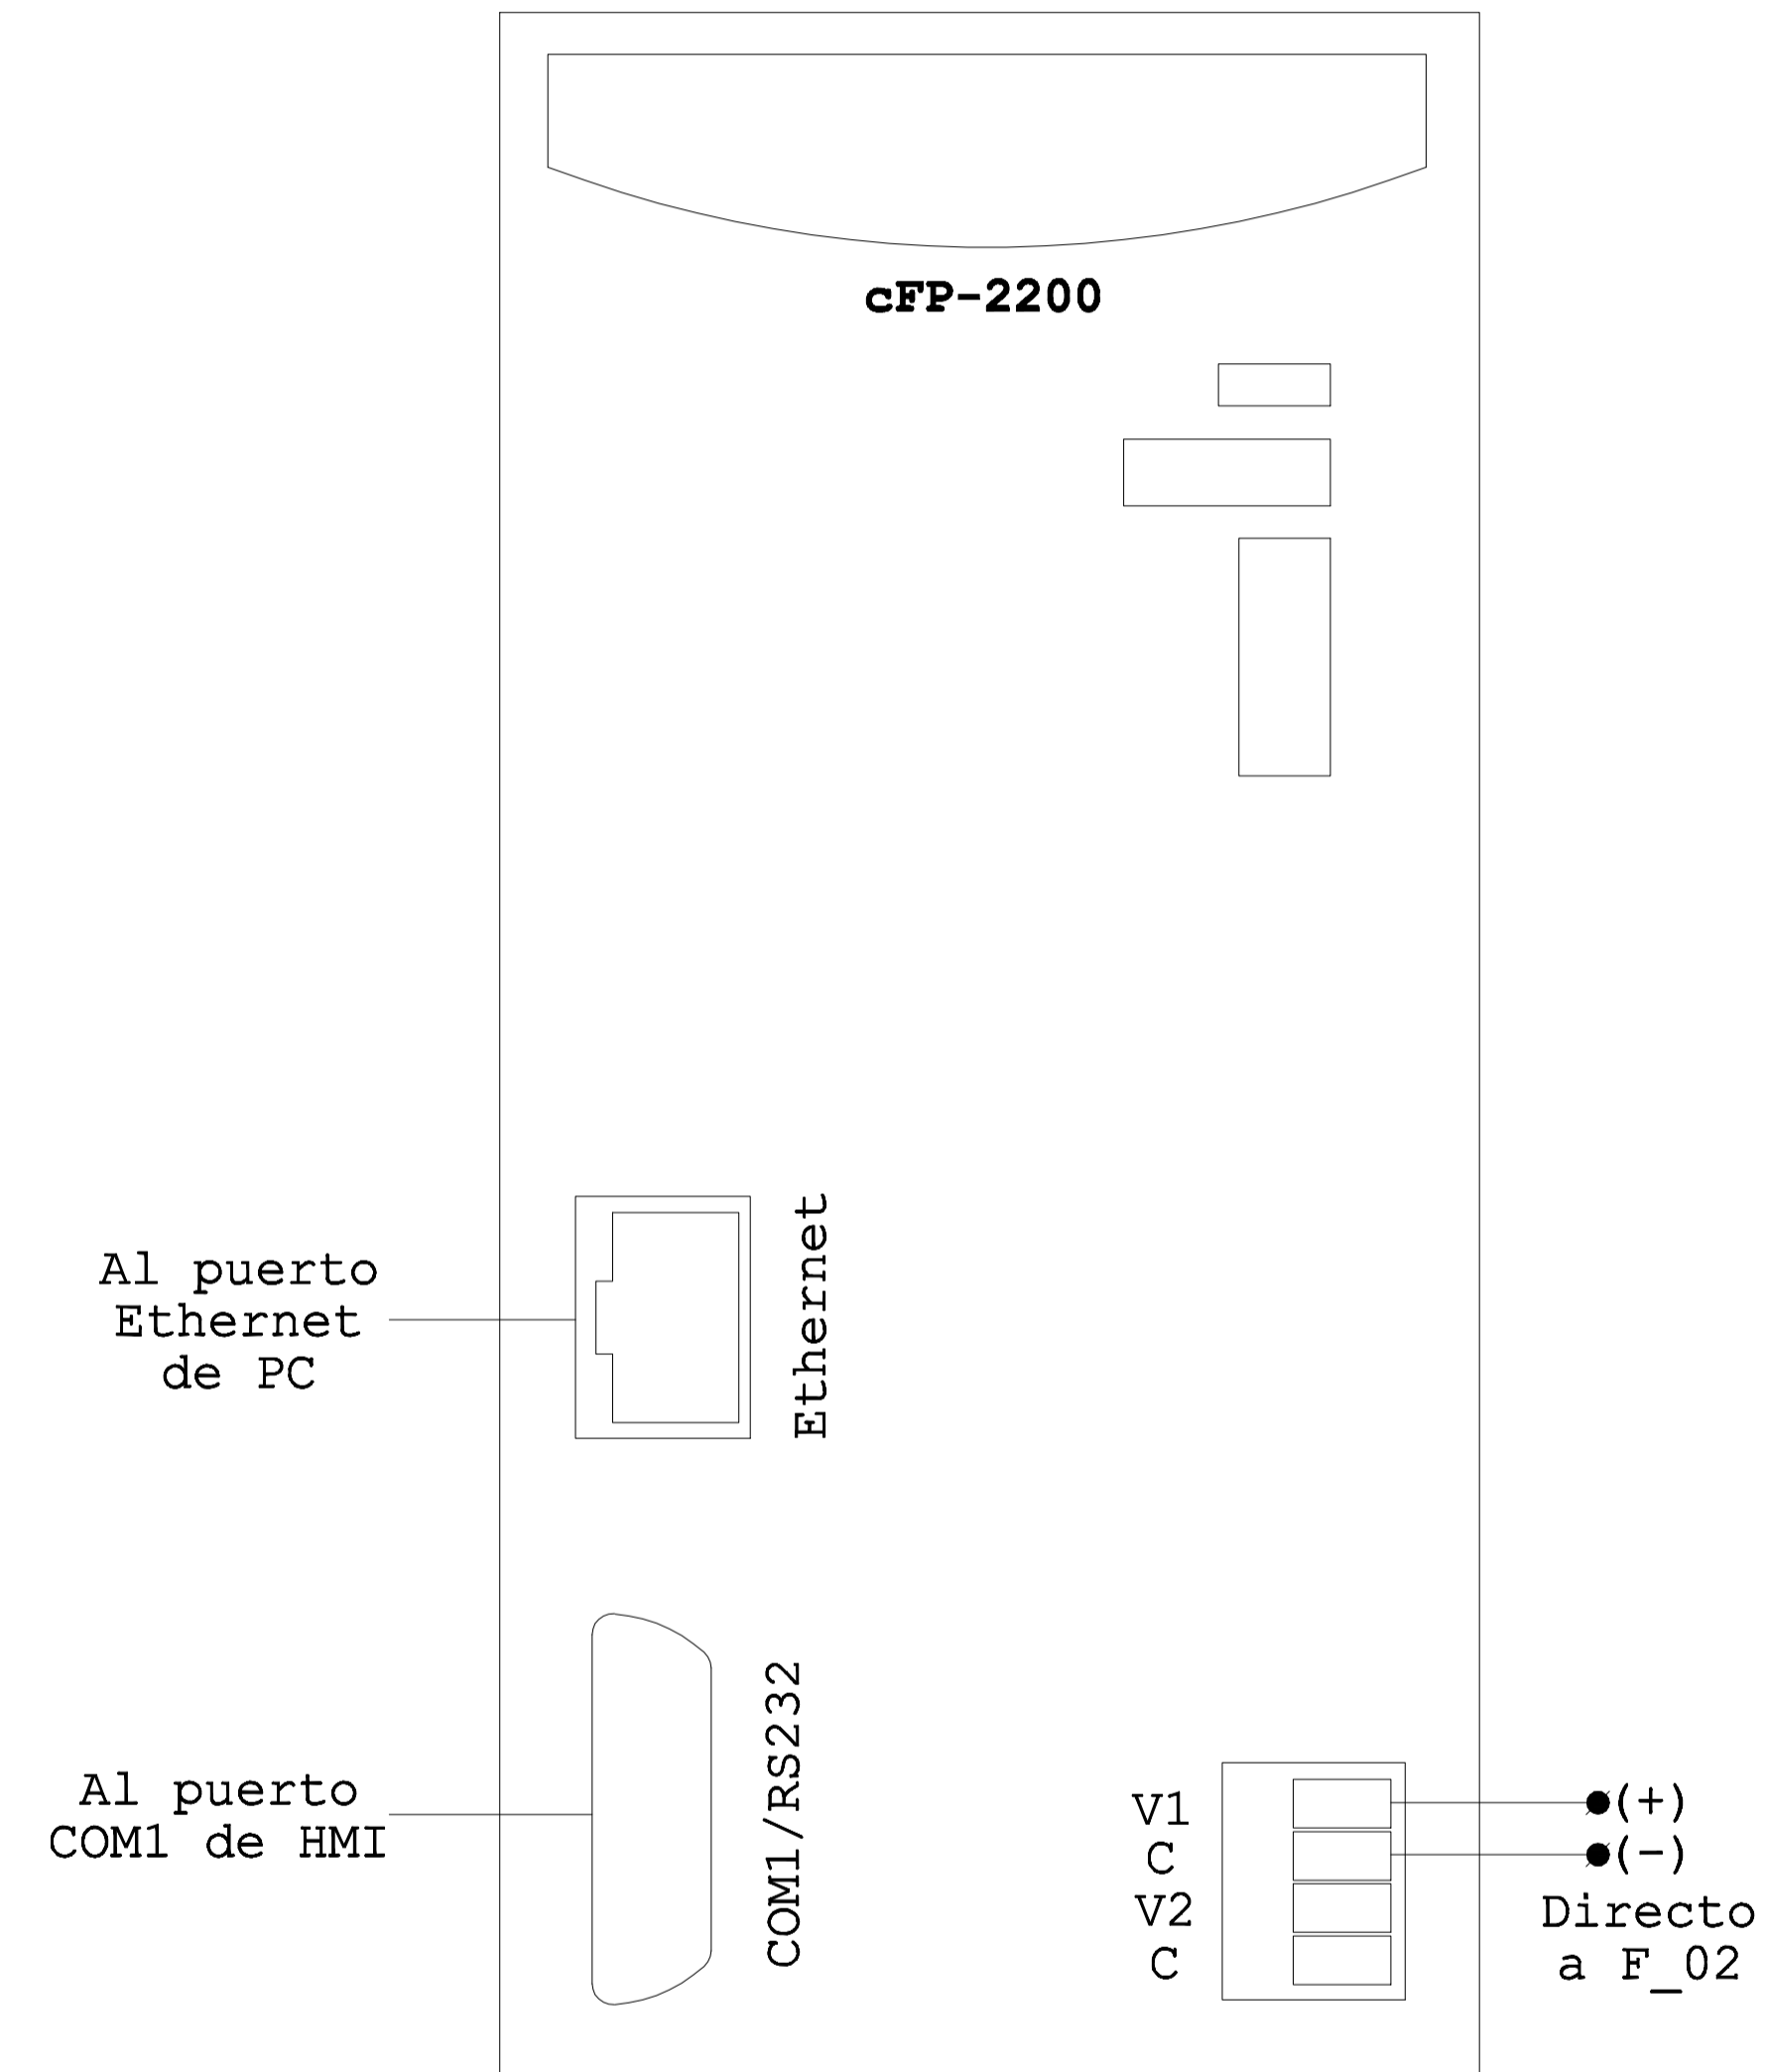 cFP-2200
Al puerto
Ethernet
de PC
Ethernet
Al puerto
COM1 de HMI
COM1/RS232
V1
C
V2
C
(+)
(-)
Directo
a F_02